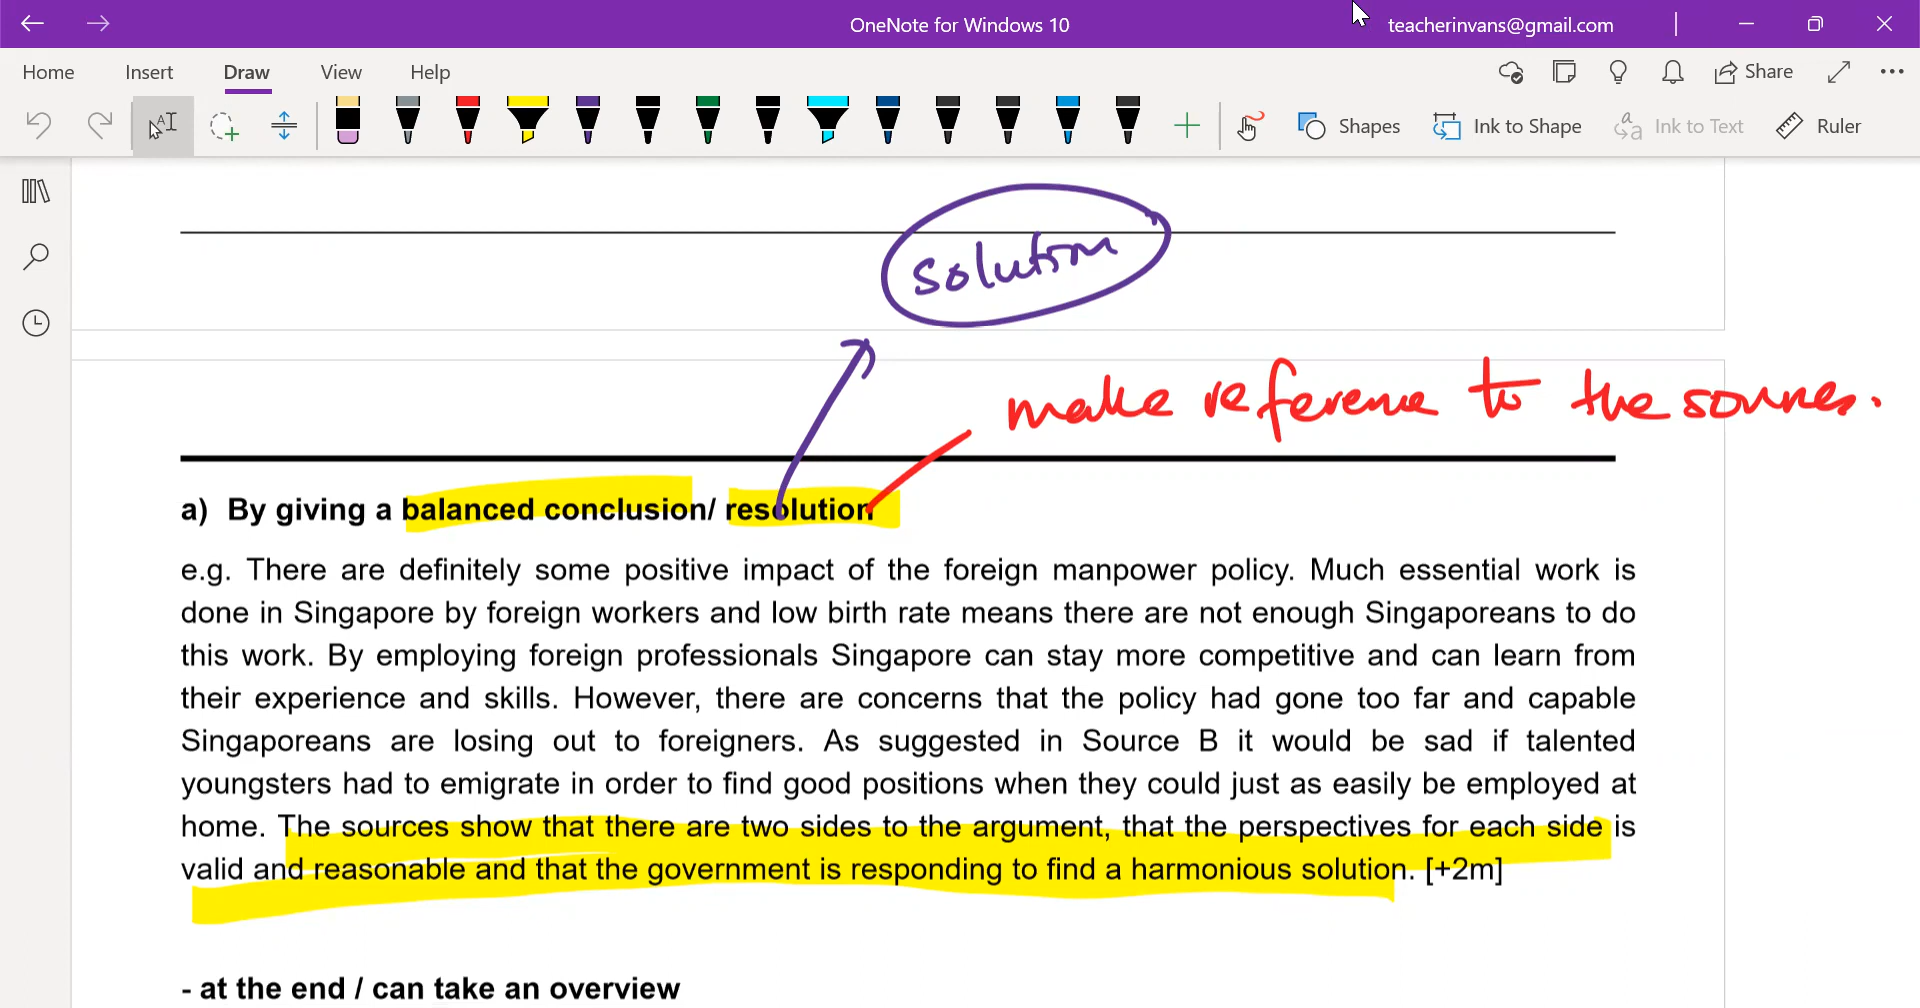 OneNote for Windows 10
teacherinvans@gmail.com
Home Insert Draw View Help
Share
Shapes Ink to Shape Ink to Text Ruler
solution
make reference to the sources.
a) By giving a balanced conclusion/ resolution
e.g. There are definitely some positive impact of the foreign manpower policy. Much essential work is
done in Singapore by foreign workers and low birth rate means there are not enough Singaporeans to do
this work. By employing foreign professionals Singapore can stay more competitive and can learn from
their experience and skills. However, there are concerns that the policy had gone too far and capable
Singaporeans are losing out to foreigners. As suggested in Source B it would be sad if talented
youngsters had to emigrate in order to find good positions when they could just as easily be employed at
home. The sources show that there are two sides to the argument, that the perspectives for each side is
valid and reasonable and that the government is responding to find a harmonious solution. [+2m]
- at the end / can take an overview